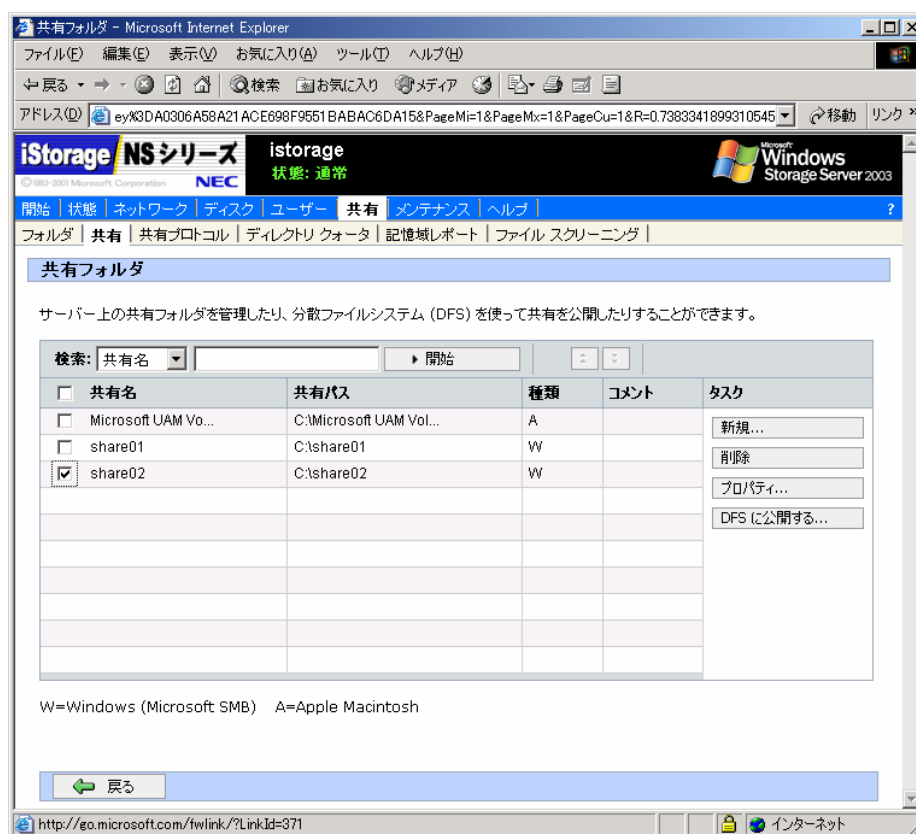 共有フォルダ - Microsoft Internet Explorer
ファイル(F) 編集(E) 表示(V) お気に入り(A) ツール(T) ヘルプ(H)
戻る 検索 お気に入り メディア
アドレス(D) ey%3DA0306A58A21ACE698F9551BABAC6DA15&PageMi=1&PageMx=1&PageCu=1&R=0.7383341899310545 移動 リンク »
iStorage NSシリーズ istorage Microsoft Windows Storage Server 2003
©1983-2001 Microsoft Corporation NEC 状態: 通常
開始 | 状態 | ネットワーク | ディスク | ユーザー | 共有 | メンテナンス | ヘルプ | ?
フォルダ | 共有 | 共有プロトコル | ディレクトリ クォータ | 記憶域レポート | ファイル スクリーニング |
共有フォルダ
サーバー上の共有フォルダを管理したり、分散ファイルシステム (DFS) を使って共有を公開したりすることができます。
検索: 共有名 開始
共有名 共有パス 種類 コメント タスク
Microsoft UAM Vo... C:\Microsoft UAM Vol... A
新規...
share01 C:\share01 W
削除
share02 C:\share02 W
プロパティ...
DFS に公開する...
W=Windows (Microsoft SMB) A=Apple Macintosh
戻る
http://go.microsoft.com/fwlink/?LinkId=371 インターネット